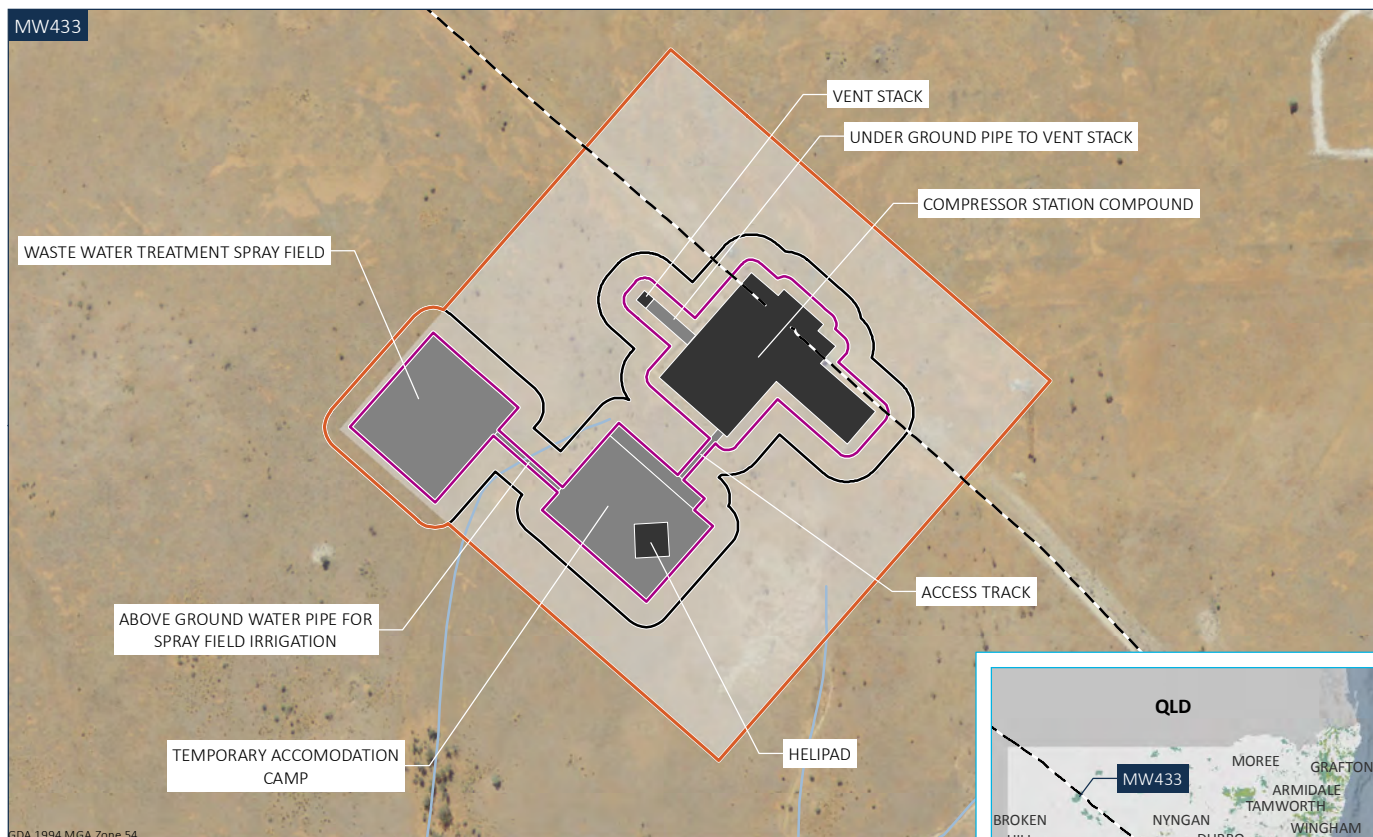 MW433
VENT STACK
UNDER GROUND PIPE TO VENT STACK
COMPRESSOR STATION COMPOUND
WASTE WATER TREATMENT SPRAY FIELD
ACCESS TRACK
ABOVE GROUND WATER PIPE FOR
SPRAY FIELD IRRIGATION
TEMPORARY ACCOMODATION
CAMP
HELIPAD
QLD
MOREE
GRAFTON
MW433
ARMIDALE
TAMWORTH
BROKEN
HILL
NYNGAN
DUBBO
WINGHAM
GDA 1994 MGA Zone 54